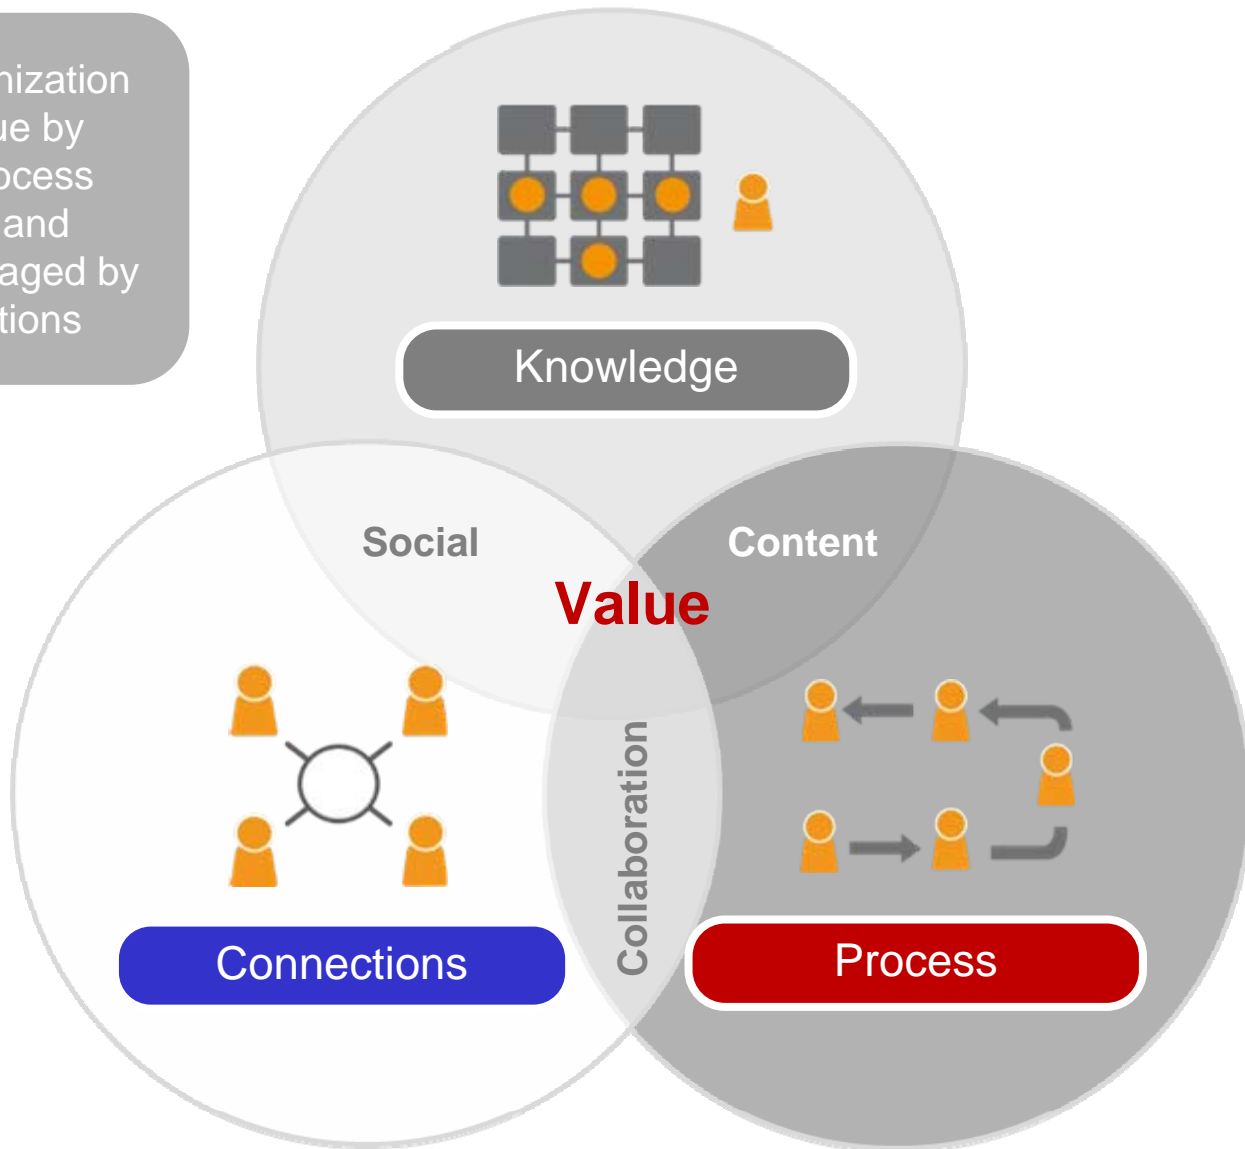 nization
ue by
ocess
and
aged by
tions
Knowledge
Social
Content
Value
Collaboration
Connections
Process